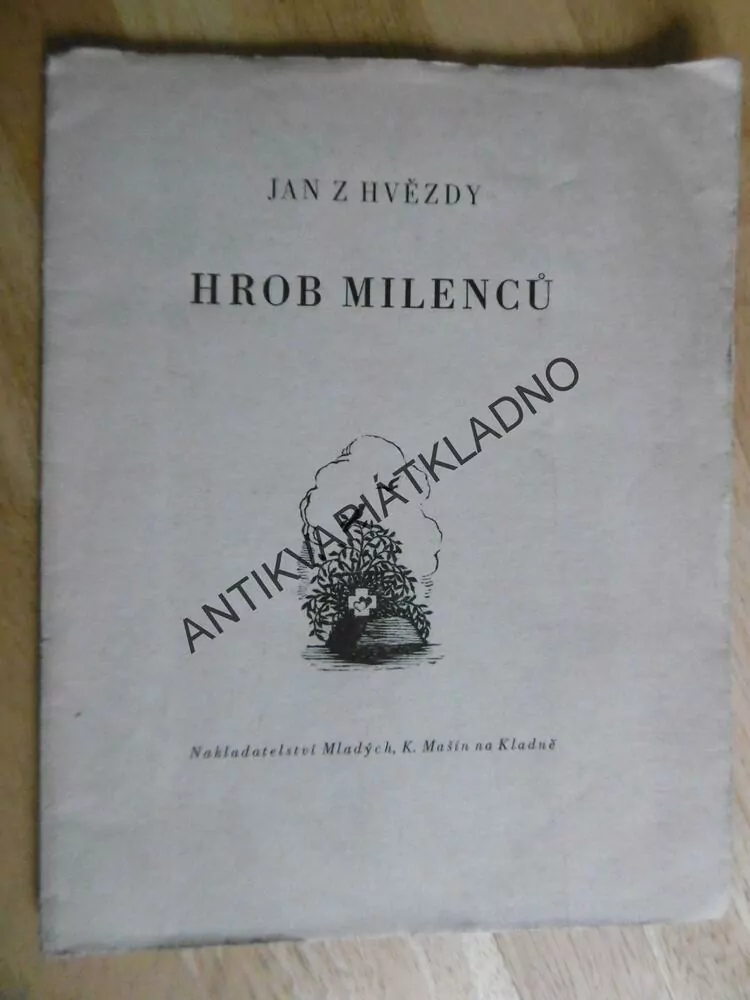 JAN Z HVĚZDY
HROB MILENCŮ
ANTIKVARIÁTKLADNO
Nakladatelství Mladých, K. Mašín na Kladně